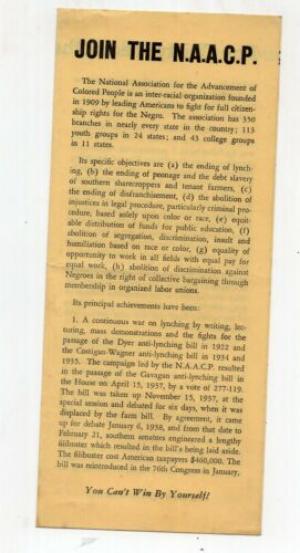 JOIN THE N.A.A.C.P.
The National Association for the Advancement of
Colored People is an inter-racial organization founded
in 1909 by leading Americans to fight for full citizen-
ship rights for the Negro. The association has 350
branches in nearly every state in the country; 113
youth groups in 24 states; and 43 college groups
in 11 states.
Its specific objectives are (a) the ending of lynch-
ing, (b) the ending of peonage and the debt slavery
of southern sharecroppers and tenant farmers, (c)
the ending of disfranchisement, (d) the abolition of
injustices in legal procedure, particularly criminal pro-
cedure, based solely upon color or race, (e) equit-
able distribution of funds for public education, (f)
abolition of segregation, discrimination, insult and
humiliation based on race or color, (g) equality of
opportunity to work in all fields with equal pay for
equal work, (h) abolition of discrimination against
Negroes in the right of collective bargaining through
membership in organized labor unions.
Its principal achievements have been:
1. A continuous war on lynching by writing, lec-
turing, mass demonstrations and the fights for the
passage of the Dyer anti-lynching bill in 1922 and
the Costigan-Wagner anti-lynching bill in 1934 and
1935. The campaign led by the N.A.A.C.P. resulted
in the passage of the Gavagan anti-lynching bill in
the House on April 15, 1937, by a vote of 277-119.
The bill was taken up November 15, 1937, at the
special session and debated for six days, when it was
displaced by the farm bill. By agreement, it came
up for debate January 6, 1938, and from that date to
February 21, southern senators engineered a lengthy
filibuster which resulted in the bill's being laid aside.
The filibuster cost American taxpayers $460,000. The
bill was reintroduced in the 76th Congress in January,
You Can't Win By Yourself!